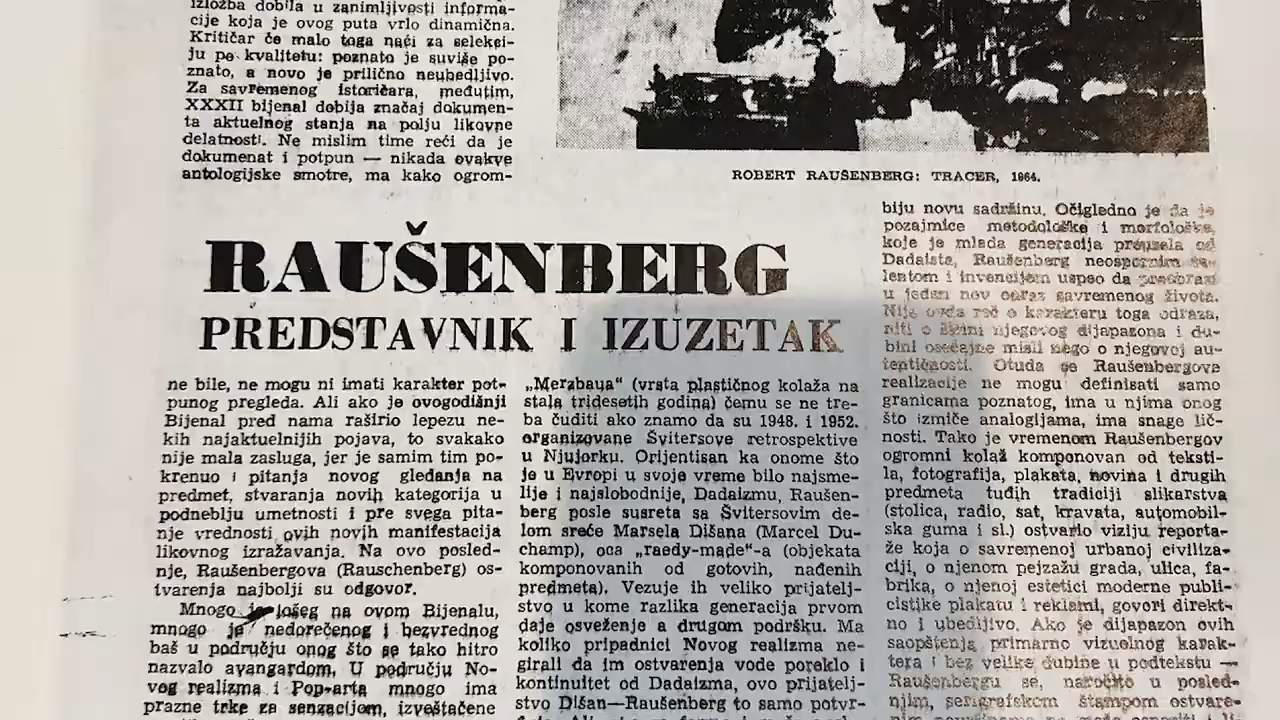 izložba dobila u zanimljivosti informa-
cije koja je ovog puta vrlo dinamična.
Kritičar će malo toga naći za selekci-
ju po kvalitetu: poznato je suviše po-
znato, a novo je prilično neubedljivo.
Za savremenog istoričara, međutim,
XXXII bijenal dobija značaj dokumen-
ta aktuelnog stanja na polju likovne
delatnosti. Ne mislim time reći da je
dokumenat i potpun — nikada ovakve
antologijske smotre, ma kako ogrom-
ROBERT RAUŠENBERG: TRACER, 1964.
RAUŠENBERG
PREDSTAVNIK I IZUZETAK
ne bile, ne mogu ni imati karakter pot-
punog pregleda. Ali ako je ovogodišnji
Bijenal pred nama raširio lepezu ne-
kih najaktuelnijih pojava, to svakako
nije mala zasluga, jer je samim tim po-
krenuo i pitanja novog gledanja na
predmet, stvaranja novih kategorija u
podneblju umetnosti i pre svega pita-
nje vrednosti ovih novih manifestacija
likovnog izražavanja. Na ovo posled-
nje, Raušenbergova (Rauschenberg) os-
tvarenja najbolji su odgovor.
Mnogo je lošeg na ovom Bijenalu,
mnogo je nedorečenog i bezvrednog
baš u području onog što se tako hitro
nazvalo avangardom. U području No-
vog realizma i Pop-arta mnogo ima
prazne trke za senzacijom, izveštačene
„Merzbaua“ (vrsta plastičnog kolaža na
stala tridesetih godina) čemu se ne tre-
ba čuditi ako znamo da su 1948. i 1952.
organizovane Švitersove retrospektive
u Njujorku. Orijentisan ka onome što
je u Evropi u svoje vreme bilo najsme-
lije i najslobodnije, Dadaizmu, Raušen-
berg posle susreta sa Švitersovim de-
lom sreće Marsela Dišana (Marcel Du-
champ), oca „raedy-made“-a (objekata
komponovanih od gotovih, nađenih
predmeta). Vezuje ih veliko prijatelj-
stvo u kome razlika generacija prvom
daje osveženje a drugom podršku. Ma
koliko pripadnici Novog realizma ne-
girali da im ostvarenja vode poreklo i
kontinuitet od Dadaizma, ovo prijatelj-
stvo Dišan—Raušenberg to samo potvr-
biju novu sadržinu. Očigledno je da je
pozajmice metodološke i morfološke,
koje je mlada generacija preuzela od
Dadaista, Raušenberg neospornim ta-
lentom i invencijom uspeo da preobrazi
u jedan nov obraz savremenog života.
Nije ovde reč o karakteru toga odraza,
niti o širini njegovog dijapazona i du-
bini osećajne misli nego o njegovoj au-
tentičnosti. Otuda se Raušenbergove
realizacije ne mogu definisati samo
granicama poznatog, ima u njima onog
što izmiče analogijama, ima snage lič-
nosti. Tako je vremenom Raušenbergov
ogromni kolaž komponovan od teksti-
la, fotografija, plakata, novina i drugih
predmeta tuđih tradiciji slikarstva
(stolica, radio, sat, kravata, automobil-
ska guma i sl.) ostvario viziju reporta-
že koja o savremenoj urbanoj civiliza-
ciji, o njenom pejzažu grada, ulica, fa-
brika, o njenoj estetici moderne publi-
cistike plakatu i reklami, govori direkt-
no i ubedljivo. Ako je dijapazon ovih
saopštenja primarno vizuelnog karak-
tera i bez velike dubine u podtekstu —
Raušenbergu se, naročito u posled-
njim, serigrafskom štampom ostvare-